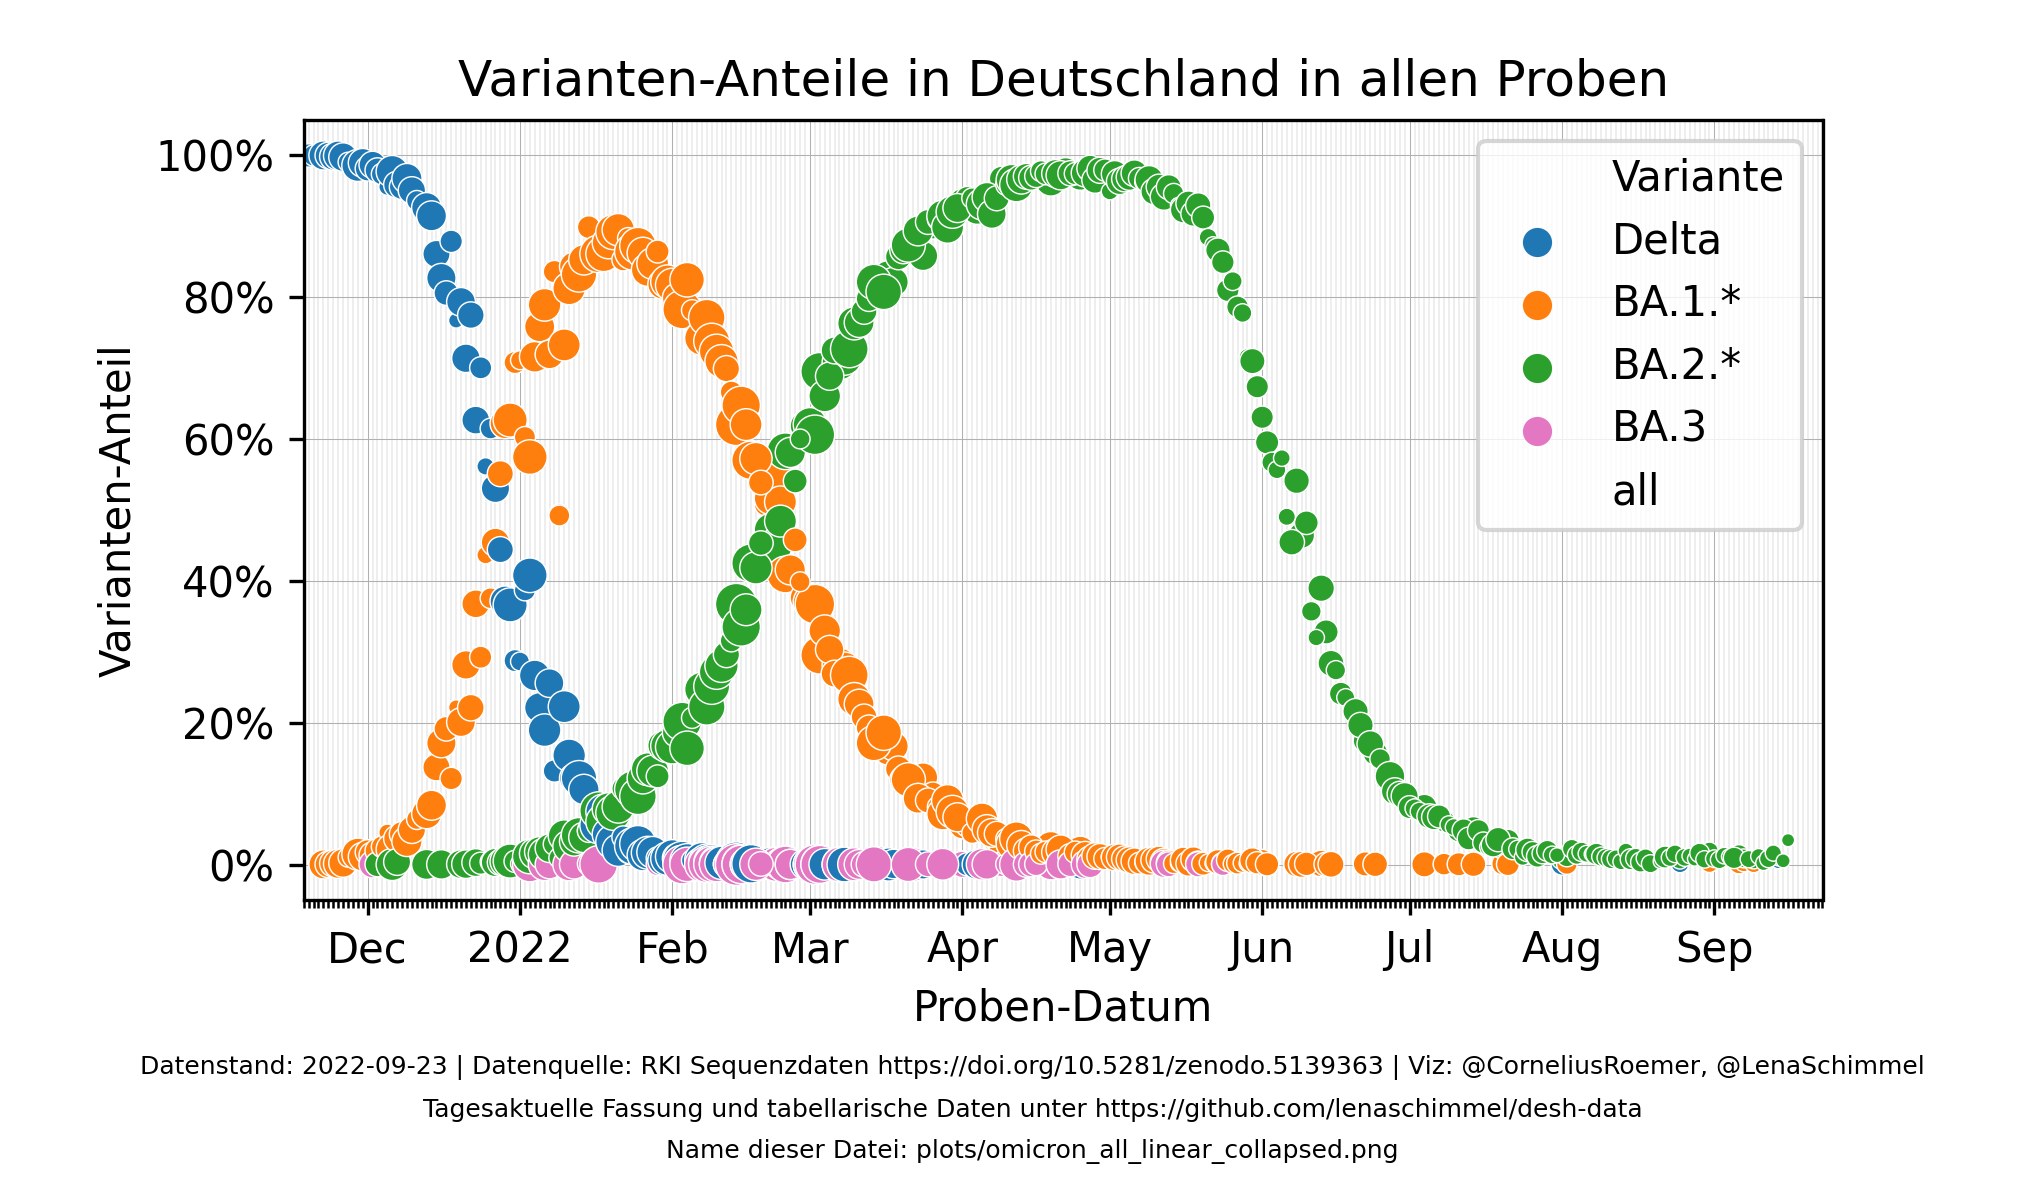 Varianten-Anteile in Deutschland in allen Proben
Varianten-Anteil
100%
80%
60%
40%
20%
0%
Variante
Delta
BA.1.*
BA.2.*
BA.3
all
Dec 2022 Feb Mar Apr May Jun Jul Aug Sep
Proben-Datum
Datenstand: 2022-09-23 | Datenquelle: RKI Sequenzdaten https://doi.org/10.5281/zenodo.5139363 | Viz: @CorneliusRoemer, @LenaSchimmel
Tagesaktuelle Fassung und tabellarische Daten unter https://github.com/lenaschimmel/desh-data
Name dieser Datei: plots/omicron_all_linear_collapsed.png